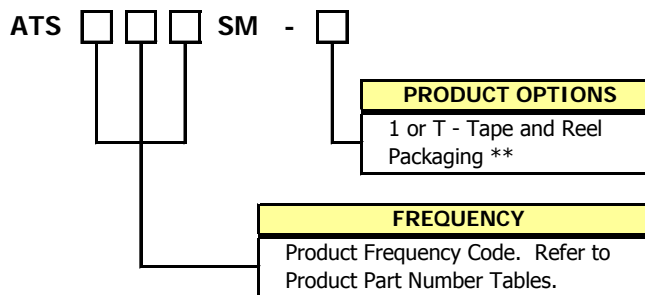 ATS SM -
PRODUCT OPTIONS
1 or T - Tape and Reel
Packaging **
FREQUENCY
Product Frequency Code. Refer to
Product Part Number Tables.